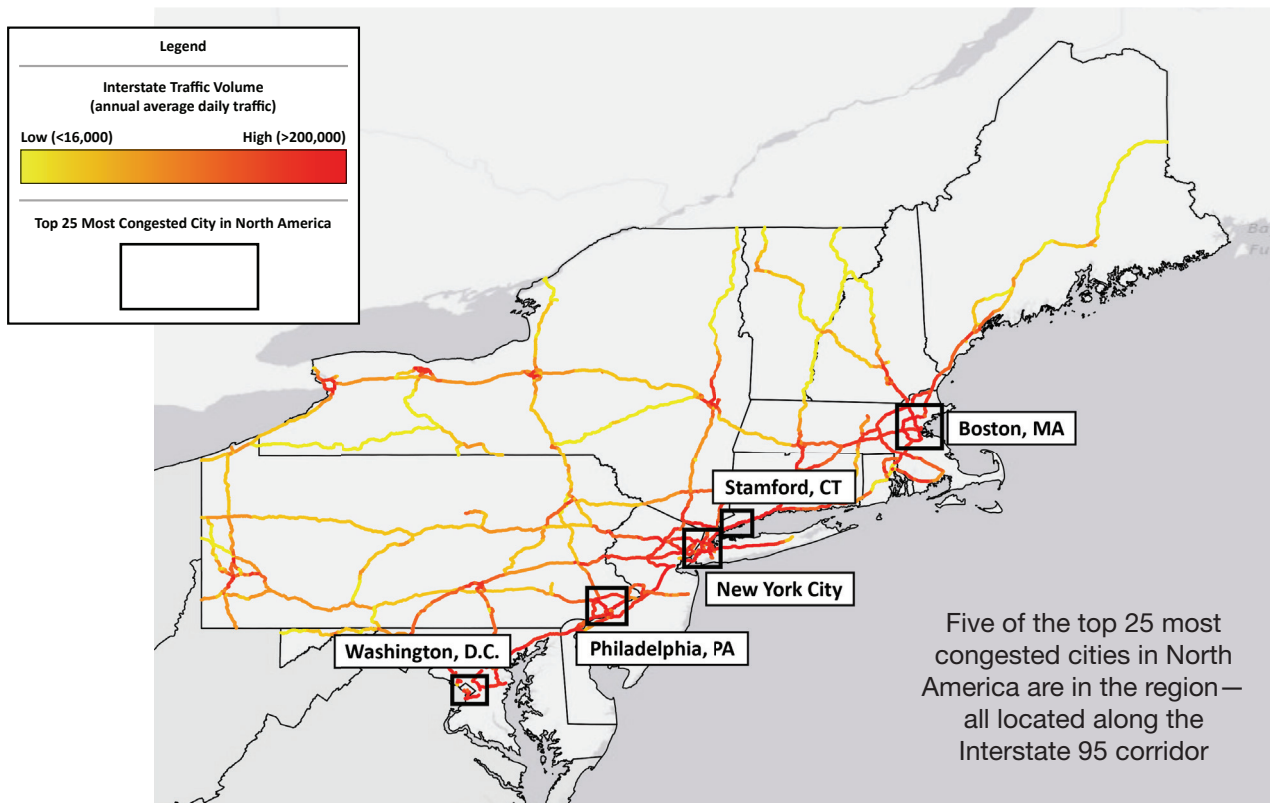 Legend
Interstate Traffic Volume
(annual average daily traffic)
Low (<16,000) High (>200,000)
Top 25 Most Congested City in North America
Boston, MA
Stamford, CT
New York City
Philadelphia, PA
Washington, D.C.
Five of the top 25 most
congested cities in North
America are in the region—
all located along the
Interstate 95 corridor